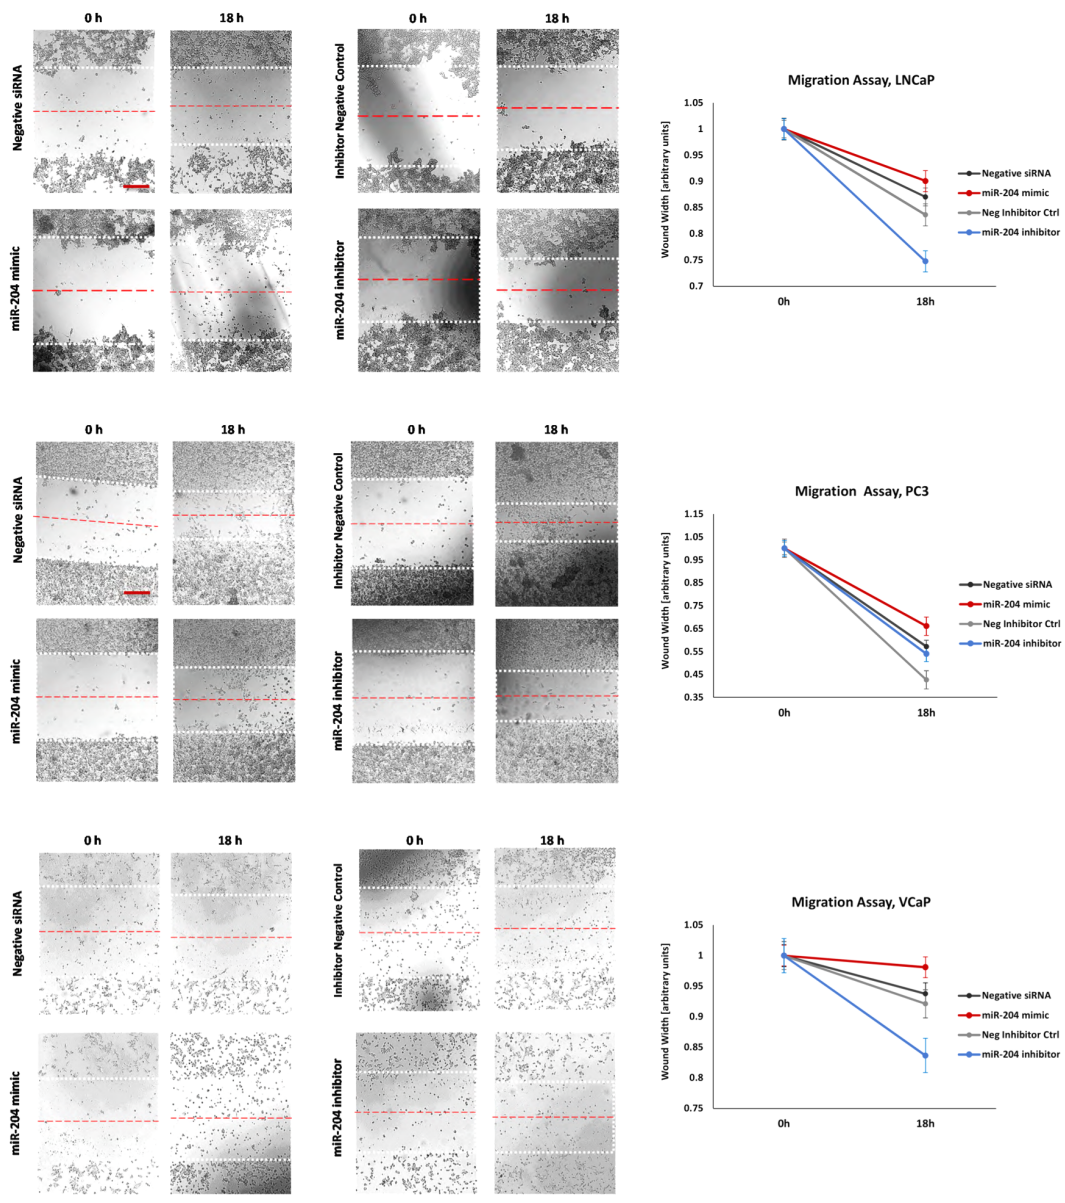 0 h 18 h 0 h 18 h
Negative siRNA
Inhibitor Negative Control
miR-204 mimic
miR-204 inhibitor
Migration Assay, LNCaP
Wound Width [arbitrary units]
1.05
1
0.95
0.9
0.85
0.8
0.75
0.7
0h 18h
Negative siRNA
miR-204 mimic
Neg Inhibitor Ctrl
miR-204 inhibitor
0 h 18 h 0 h 18 h
Negative siRNA
Inhibitor Negative Control
miR-204 mimic
miR-204 inhibitor
Migration Assay, PC3
Wound Width [arbitrary units]
1.15
1.05
0.95
0.85
0.75
0.65
0.55
0.45
0.35
0h 18h
Negative siRNA
miR-204 mimic
Neg Inhibitor Ctrl
miR-204 inhibitor
0 h 18 h 0 h 18 h
Negative siRNA
Inhibitor Negative Control
miR-204 mimic
miR-204 inhibitor
Migration Assay, VCaP
Wound Width [arbitrary units]
1.05
1
0.95
0.9
0.85
0.8
0.75
0h 18h
Negative siRNA
miR-204 mimic
Neg Inhibitor Ctrl
miR-204 inhibitor